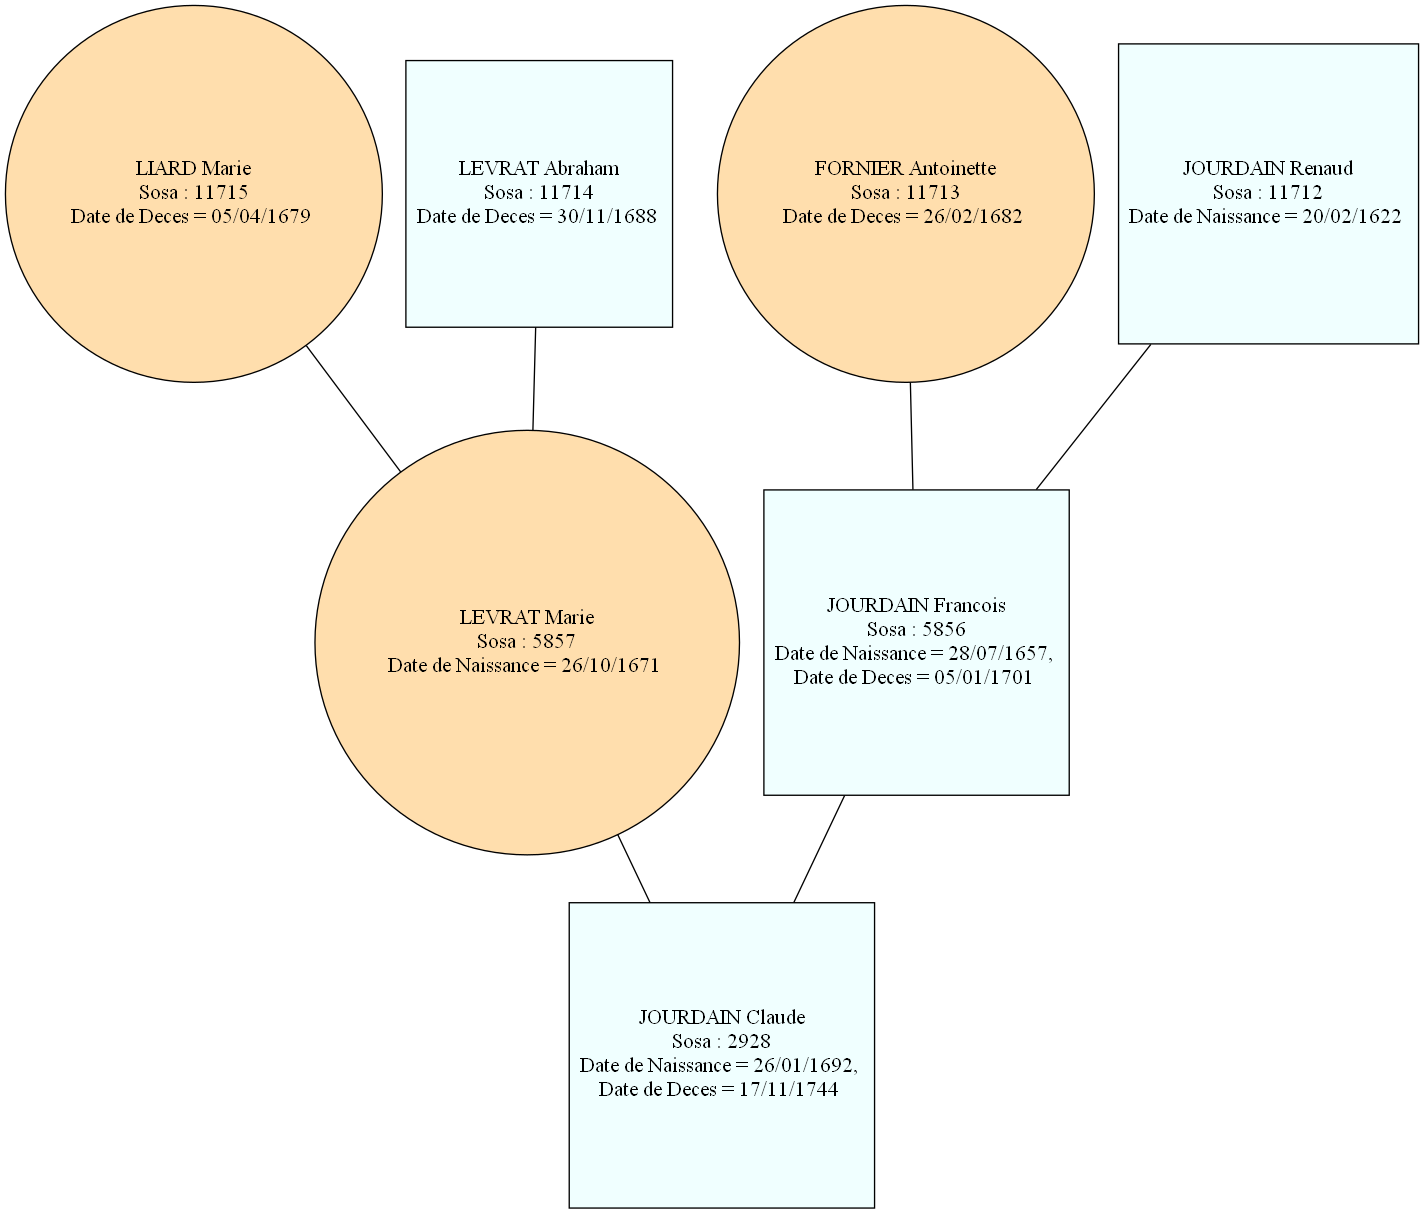 LIARD Marie
Sosa : 11715
Date de Deces = 05/04/1679
LEVRAT Abraham
Sosa : 11714
Date de Deces = 30/11/1688
FORNIER Antoinette
Sosa : 11713
Date de Deces = 26/02/1682
JOURDAIN Renaud
Sosa : 11712
Date de Naissance = 20/02/1622
LEVRAT Marie
Sosa : 5857
Date de Naissance = 26/10/1671
JOURDAIN Francois
Sosa : 5856
Date de Naissance = 28/07/1657,
Date de Deces = 05/01/1701
JOURDAIN Claude
Sosa : 2928
Date de Naissance = 26/01/1692,
Date de Deces = 17/11/1744